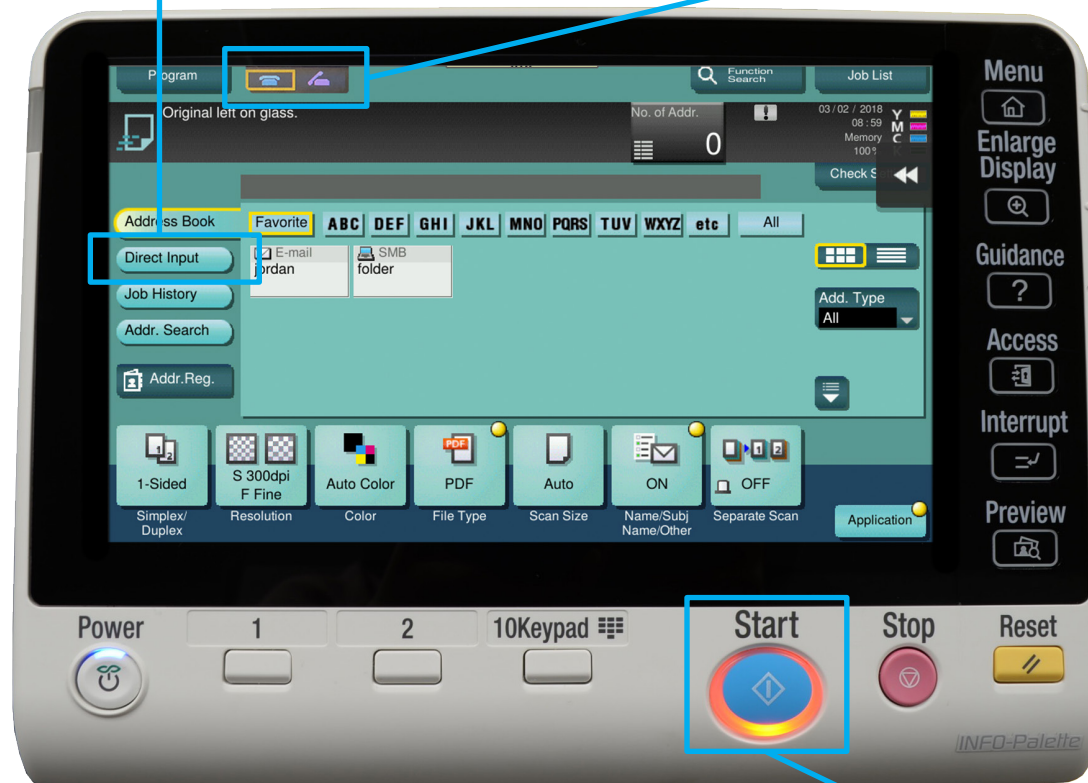 Program
Function
Search
Job List
Original left on glass.
No. of Addr.
0
03/02/2018
08:59
Memory
100%
Y
M
C
Check S
Address Book
Favorite
ABC
DEF
GHI
JKL
MNO
PQRS
TUV
WXYZ
etc
All
Direct Input
E-mail
jordan
SMB
folder
Job History
Add. Type
All
Addr. Search
Addr.Reg.
1-Sided
S 300dpi
F Fine
Auto Color
PDF
PDF
Auto
ON
OFF
Simplex/
Duplex
Resolution
Color
File Type
Scan Size
Name/Subj
Name/Other
Separate Scan
Application
Menu
Enlarge
Display
Guidance
?
Access
Interrupt
Preview
Power
1
2
10Keypad
Start
Stop
Reset
INFO-Palette